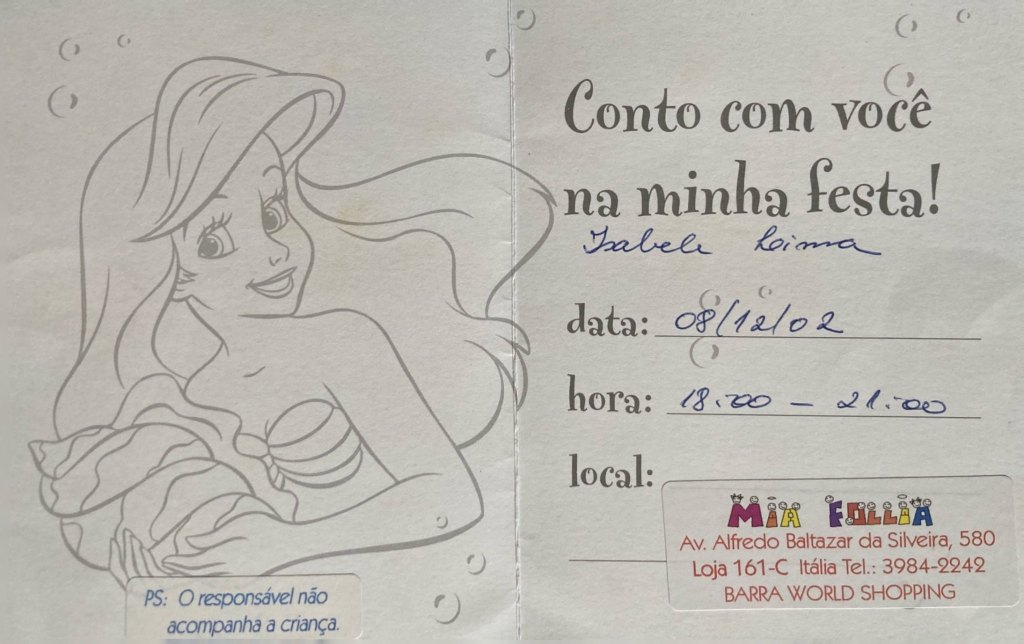 Conto com você
na minha festa!
Isabele Loima
data: 08/12/02
hora: 18:00 - 21:00
local:
MIA FOLLIA
Av. Alfredo Baltazar da Silveira, 580
Loja 161-C Itália Tel.: 3984-2242
BARRA WORLD SHOPPING
PS: O responsável não
acompanha a criança.